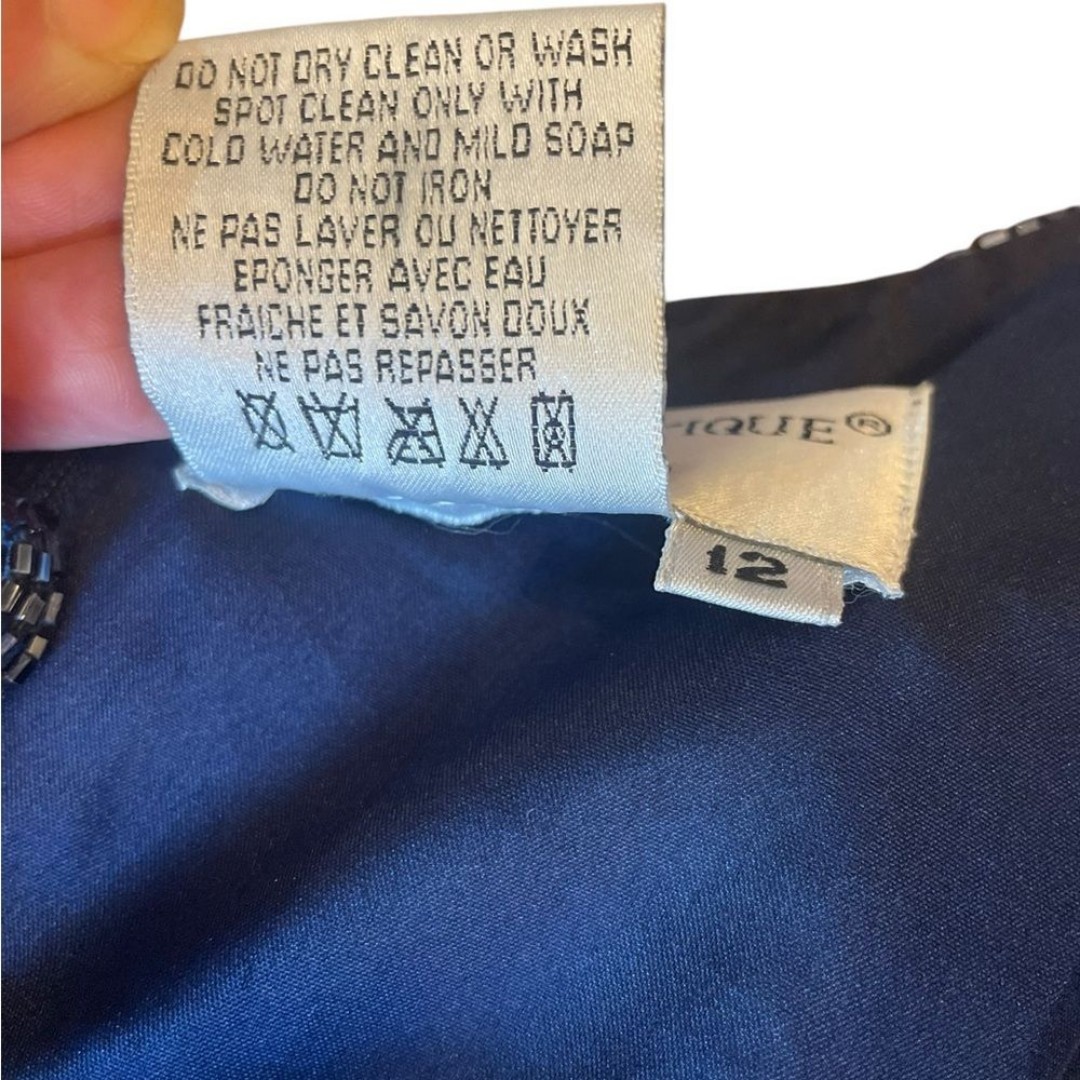 DO NOT DRY CLEAN OR WASH
SPOT CLEAN ONLY WITH
COLD WATER AND MILD SOAP
DO NOT IRON
NE PAS LAVER OU NETTOYER
EPONGER AVEC EAU
FRAICHE ET SAVON DOUX
NE PAS REPASSER
IQUE®
12